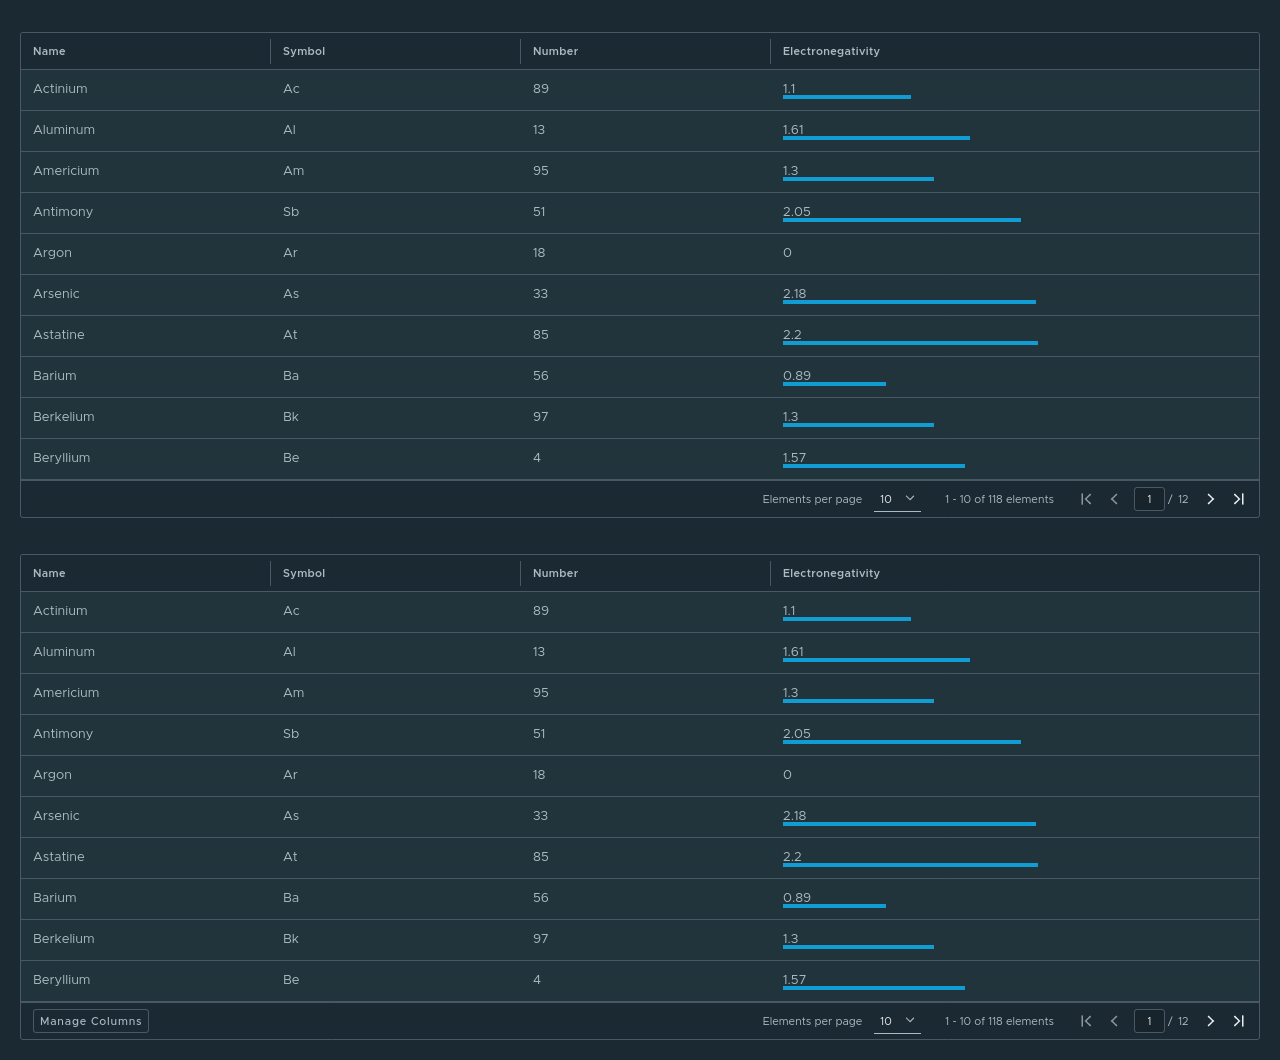 Name Symbol Number Electronegativity
Actinium Ac 89 1.1
Aluminum Al 13 1.61
Americium Am 95 1.3
Antimony Sb 51 2.05
Argon Ar 18 0
Arsenic As 33 2.18
Astatine At 85 2.2
Barium Ba 56 0.89
Berkelium Bk 97 1.3
Beryllium Be 4 1.57
Elements per page 10 1 - 10 of 118 elements 1 / 12
Name Symbol Number Electronegativity
Actinium Ac 89 1.1
Aluminum Al 13 1.61
Americium Am 95 1.3
Antimony Sb 51 2.05
Argon Ar 18 0
Arsenic As 33 2.18
Astatine At 85 2.2
Barium Ba 56 0.89
Berkelium Bk 97 1.3
Beryllium Be 4 1.57
Manage Columns Elements per page 10 1 - 10 of 118 elements 1 / 12